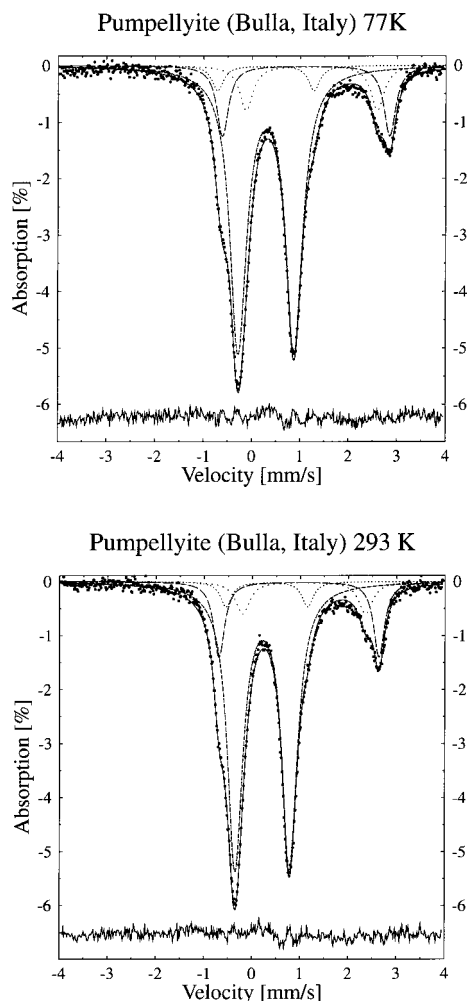 Pumpellyite (Bulla, Italy) 77K
0 0
-1 -1
-2 -2
-3 -3
-4 -4
-5 -5
-6 -6
Absorption [%]
-4 -3 -2 -1 0 1 2 3 4
Velocity [mm/s]
Pumpellyite (Bulla, Italy) 293 K
0 0
-1 -1
-2 -2
-3 -3
-4 -4
-5 -5
-6 -6
Absorption [%]
-4 -3 -2 -1 0 1 2 3 4
Velocity [mm/s]